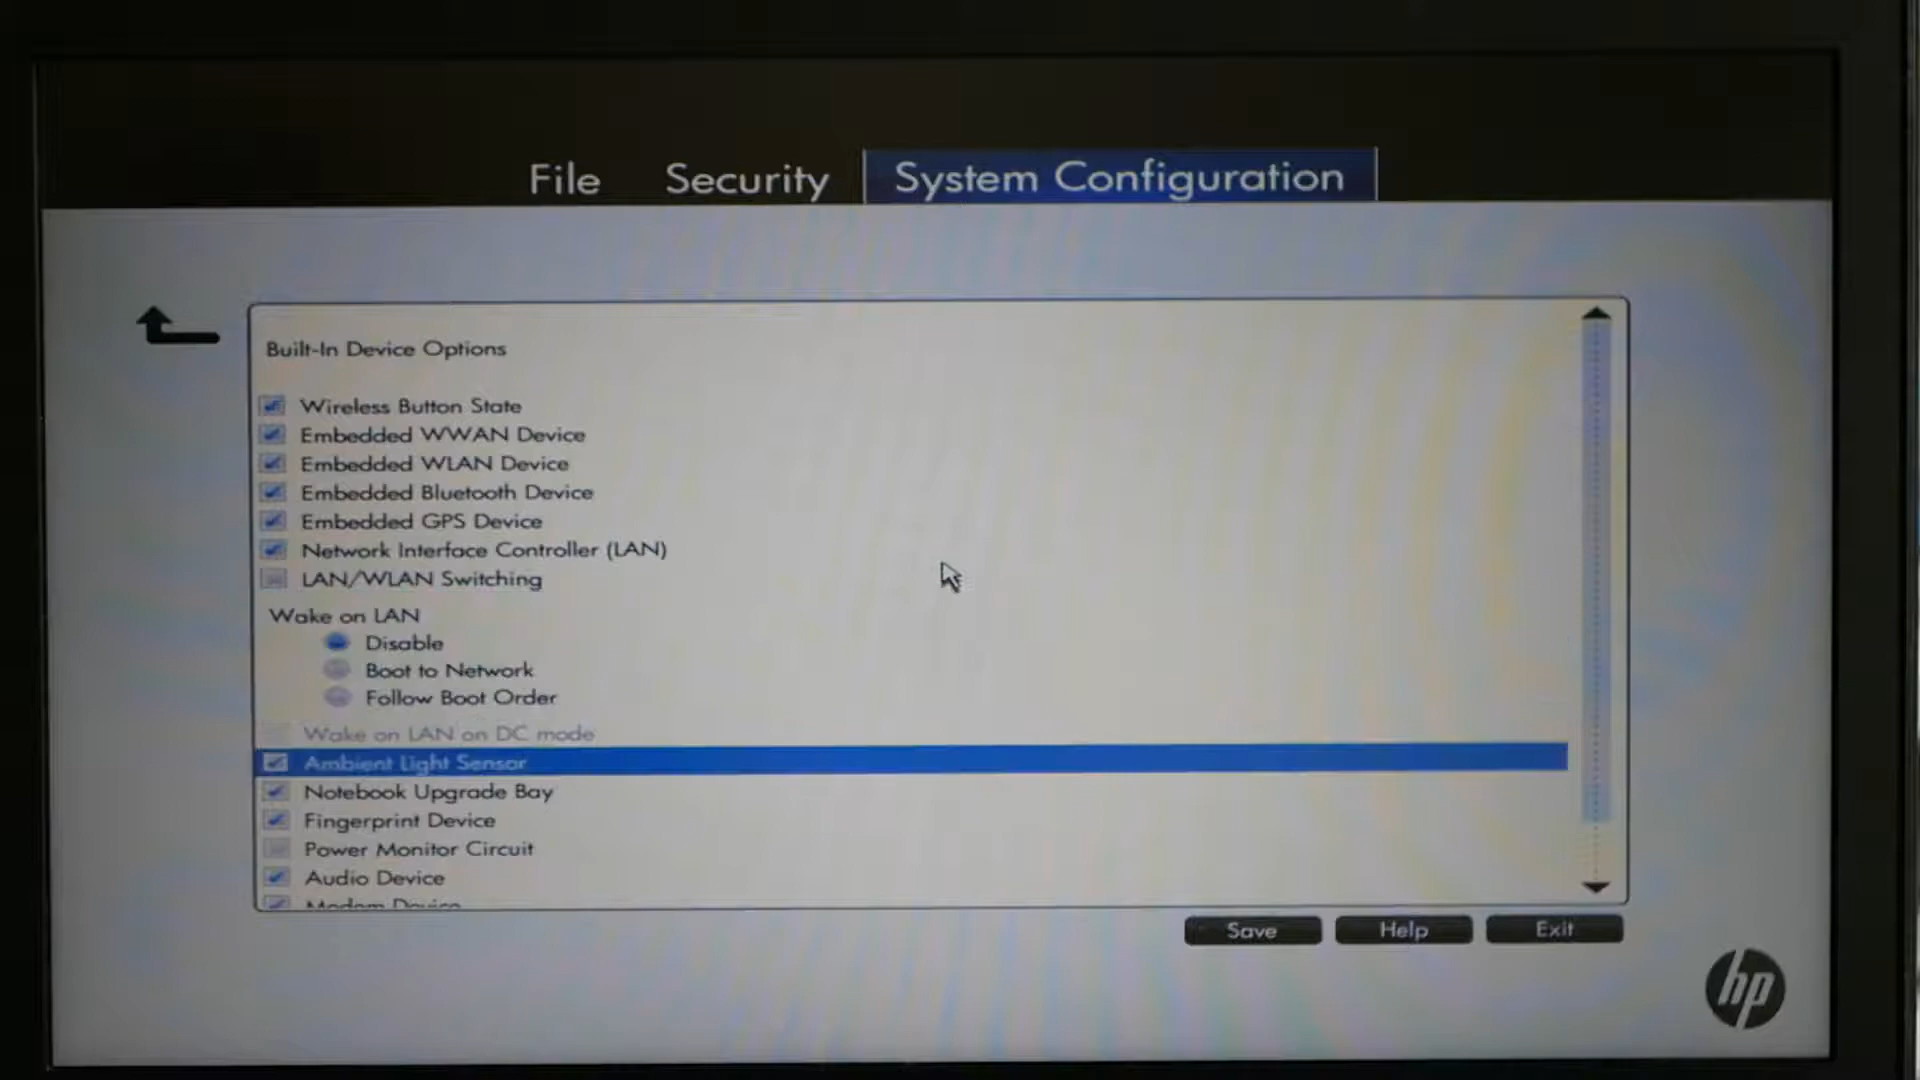 File Security System Configuration
Built-In Device Options
Wireless Button State
Embedded WWAN Device
Embedded WLAN Device
Embedded Bluetooth Device
Embedded GPS Device
Network Interface Controller (LAN)
LAN/WLAN Switching
Wake on LAN
Disable
Boot to Network
Follow Boot Order
Wake on LAN on DC mode
Ambient Light Sensor
Notebook Upgrade Bay
Fingerprint Device
Power Monitor Circuit
Audio Device
Modem Device
Save Help Exit
hp